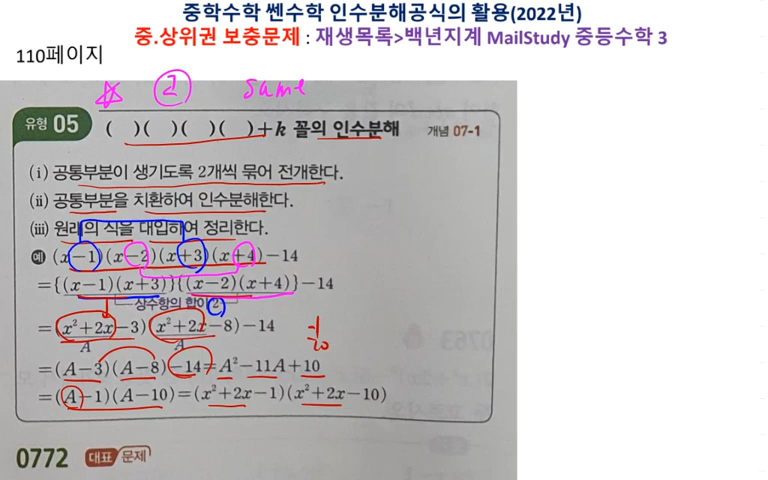 중학수학 쎈수학 인수분해공식의 활용(2022년)
중.상위권 보충문제 : 재생목록>백년지계 MailStudy 중등수학 3
110페이지
☆ ② same
유형 05 ( )( )( )( )+k 꼴의 인수분해 개념 07-1
(i) 공통부분이 생기도록 2개씩 묶어 전개한다.
(ii) 공통부분을 치환하여 인수분해한다.
(iii) 원래의 식을 대입하여 정리한다.
예 (x-1)(x-2)(x+3)(x+4)-14
={(x-1)(x+3)}{(x-2)(x+4)}-14
상수항의 합이 2
=(x²+2x-3)(x²+2x-8)-14
A A
=(A-3)(A-8)-14=A²-11A+10
=(A-1)(A-10)=(x²+2x-1)(x²+2x-10)
0772 대표 문제